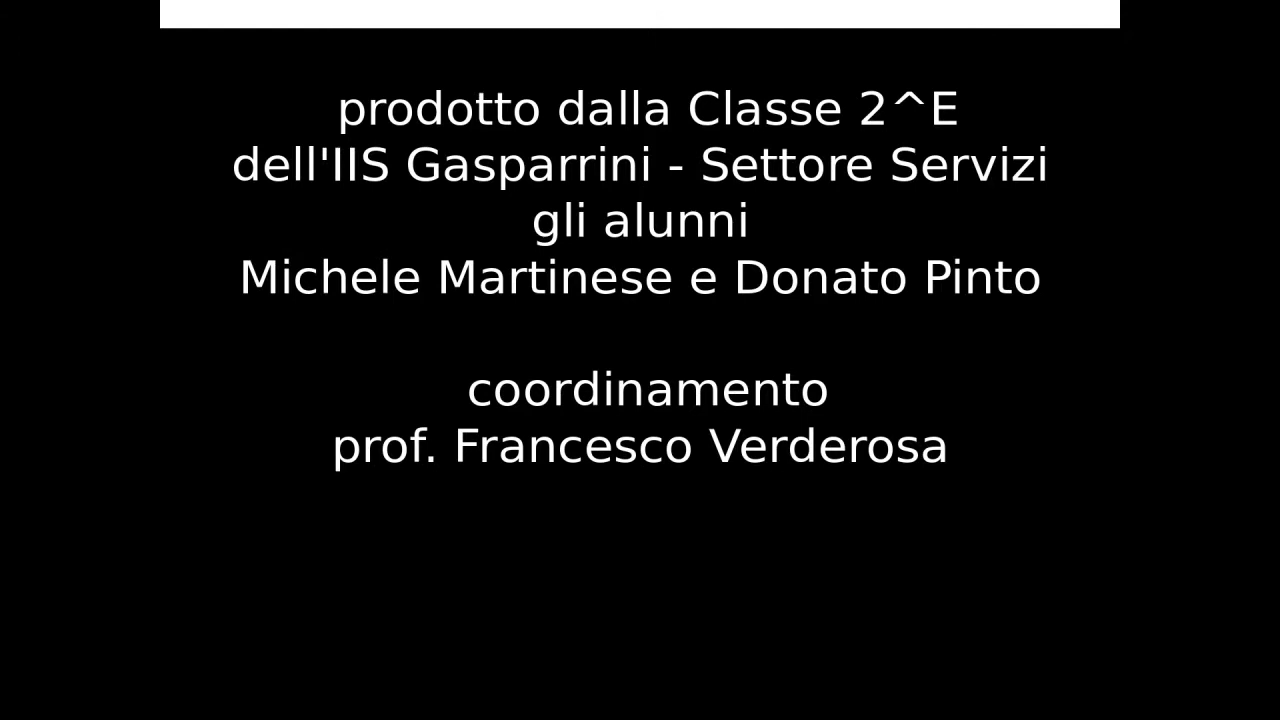 prodotto dalla Classe 2^E
dell'IIS Gasparrini - Settore Servizi
gli alunni
Michele Martinese e Donato Pinto
coordinamento
prof. Francesco Verderosa